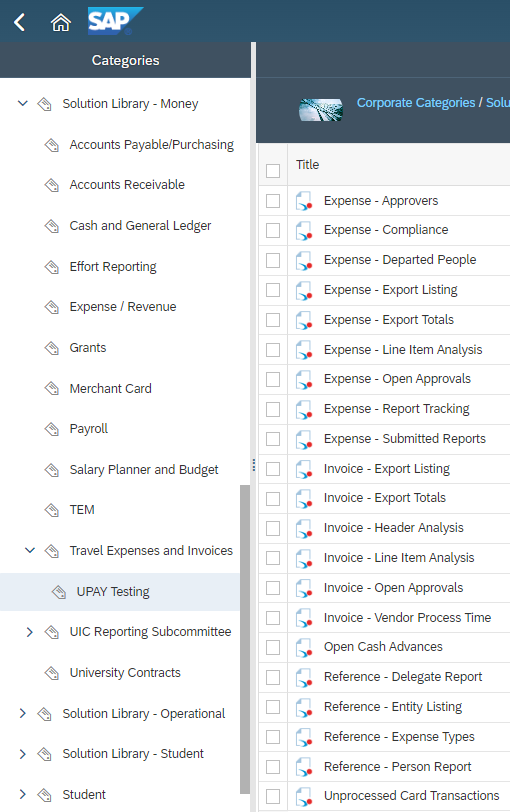 SAP
Categories
Solution Library - Money
Accounts Payable/Purchasing
Accounts Receivable
Cash and General Ledger
Effort Reporting
Expense / Revenue
Grants
Merchant Card
Payroll
Salary Planner and Budget
TEM
Travel Expenses and Invoices
UPAY Testing
UIC Reporting Subcommittee
University Contracts
Solution Library - Operational
Solution Library - Student
Student
Corporate Categories / Solu
Title
Expense - Approvers
Expense - Compliance
Expense - Departed People
Expense - Export Listing
Expense - Export Totals
Expense - Line Item Analysis
Expense - Open Approvals
Expense - Report Tracking
Expense - Submitted Reports
Invoice - Export Listing
Invoice - Export Totals
Invoice - Header Analysis
Invoice - Line Item Analysis
Invoice - Open Approvals
Invoice - Vendor Process Time
Open Cash Advances
Reference - Delegate Report
Reference - Entity Listing
Reference - Expense Types
Reference - Person Report
Unprocessed Card Transactions